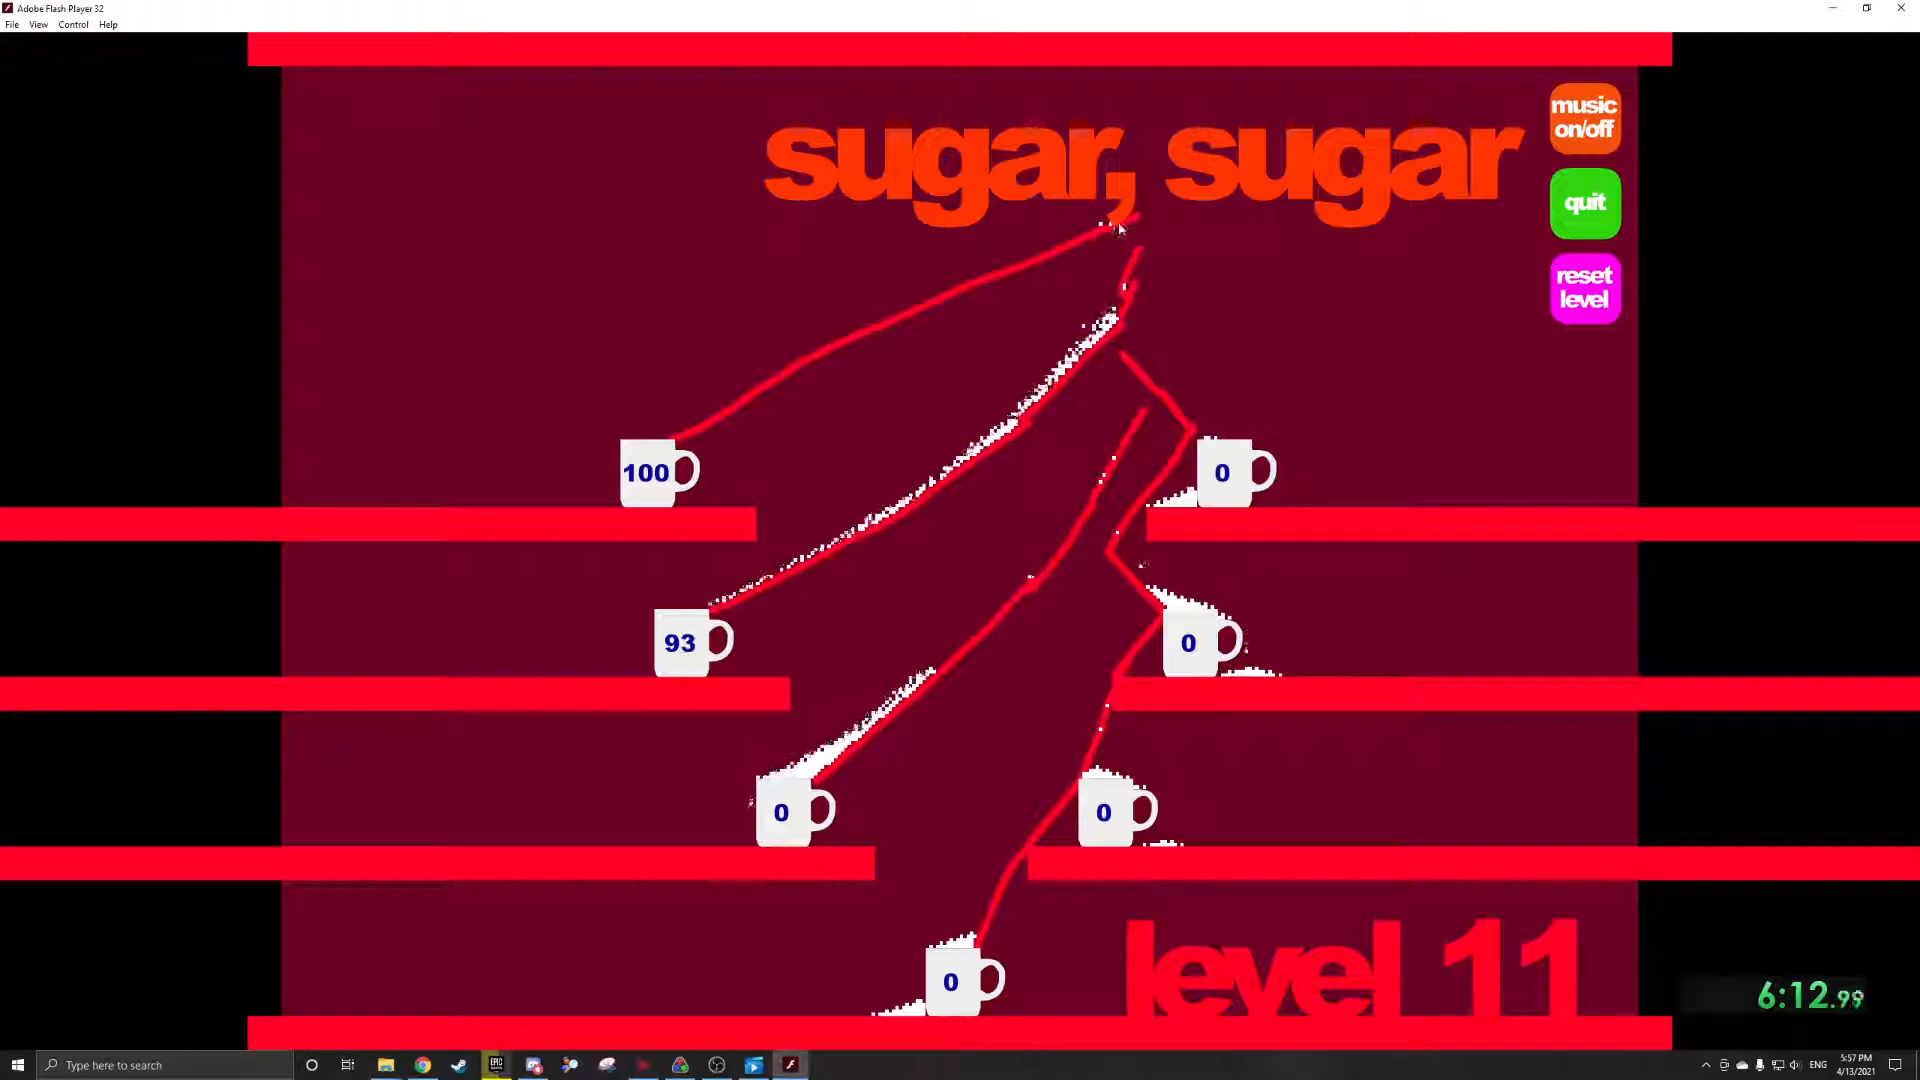 Adobe Flash Player 32
File View Control Help
sugar, sugar
music
on/off
quit
reset
level
100
0
93
0
0
0
0
level 11
6:12.99
Type here to search
EPIC
ENG
5:57 PM
4/13/2021